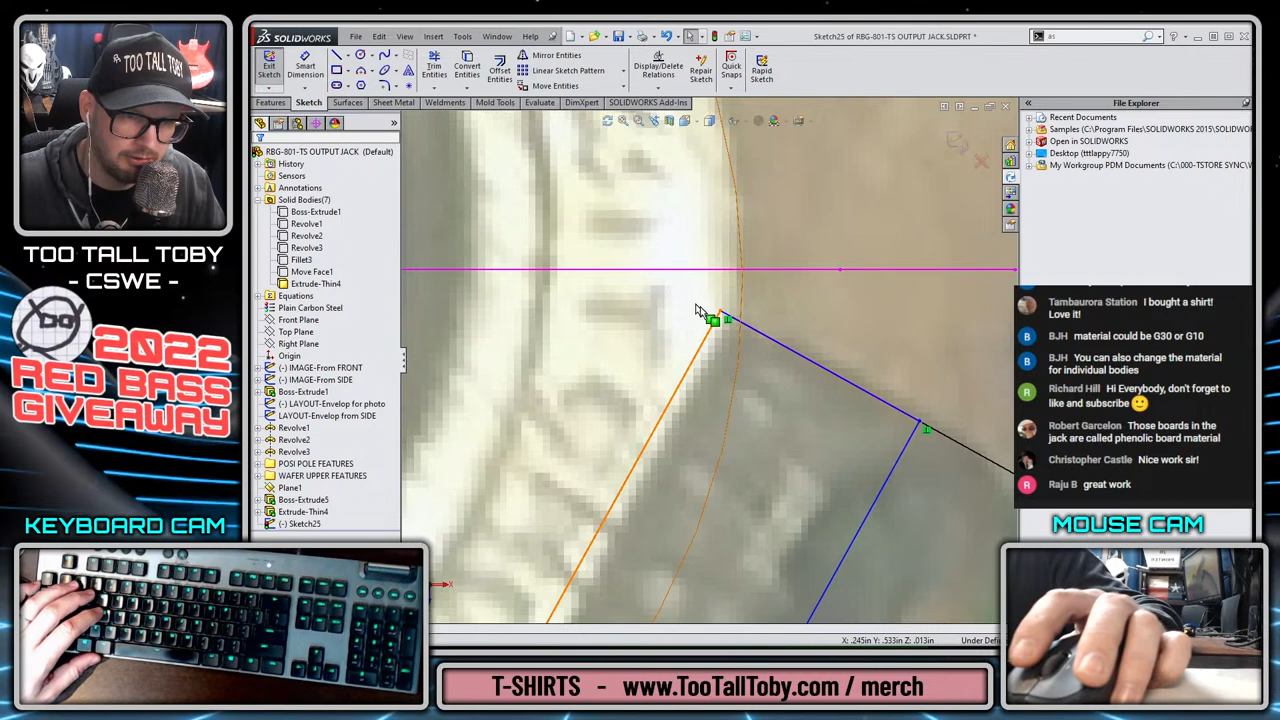 TOO TALL TOBY
TOO TALL TOBY
- CSWE -
2022
RED BASS
GIVEAWAY
KEYBOARD CAM
SOLIDWORKS
File
Edit
View
Insert
Tools
Window
Help
Sketch25 of RBG-801-TS OUTPUT JACK.SLDPRT *
as
Exit Sketch
Smart Dimension
Trim Entities
Convert Entities
Offset Entities
Mirror Entities
Linear Sketch Pattern
Move Entities
Display/Delete Relations
Repair Sketch
Quick Snaps
Rapid Sketch
Features
Sketch
Surfaces
Sheet Metal
Weldments
Mold Tools
Evaluate
DimXpert
SOLIDWORKS Add-Ins
RBG-801-TS OUTPUT JACK (Default)
History
Sensors
Annotations
Solid Bodies(7)
Boss-Extrude1
Revolve1
Revolve2
Revolve3
Fillet3
Move Face1
Extrude-Thin4
Equations
Plain Carbon Steel
Front Plane
Top Plane
Right Plane
Origin
(-) IMAGE-From FRONT
(-) IMAGE-From SIDE
Boss-Extrude1
(-) LAYOUT-Envelop for photo
LAYOUT-Envelop from SIDE
Revolve1
Revolve2
Revolve3
POSI POLE FEATURES
WAFER UPPER FEATURES
Plane1
Boss-Extrude5
Extrude-Thin4
(-) Sketch25
X
X: .245in Y: .533in Z: .013in
Under Defi
File Explorer
Recent Documents
Samples (C:\Program Files\SOLIDWORKS 2015\SOLIDWO
Open in SOLIDWORKS
Desktop (tttlappy7750)
My Workgroup PDM Documents (C:\000-TSTORE SYNC\W
Tambaurora Station I bought a shirt!
Love it!
BJH material could be G30 or G10
BJH You can also change the material
for individual bodies
Richard Hill Hi Everybody, don't forget to
like and subscribe 🙂
Robert Garcelon Those boards in the
jack are called phenolic board material
Christopher Castle Nice work sir!
Raju B great work
MOUSE CAM
T-SHIRTS - www.TooTallToby.com / merch